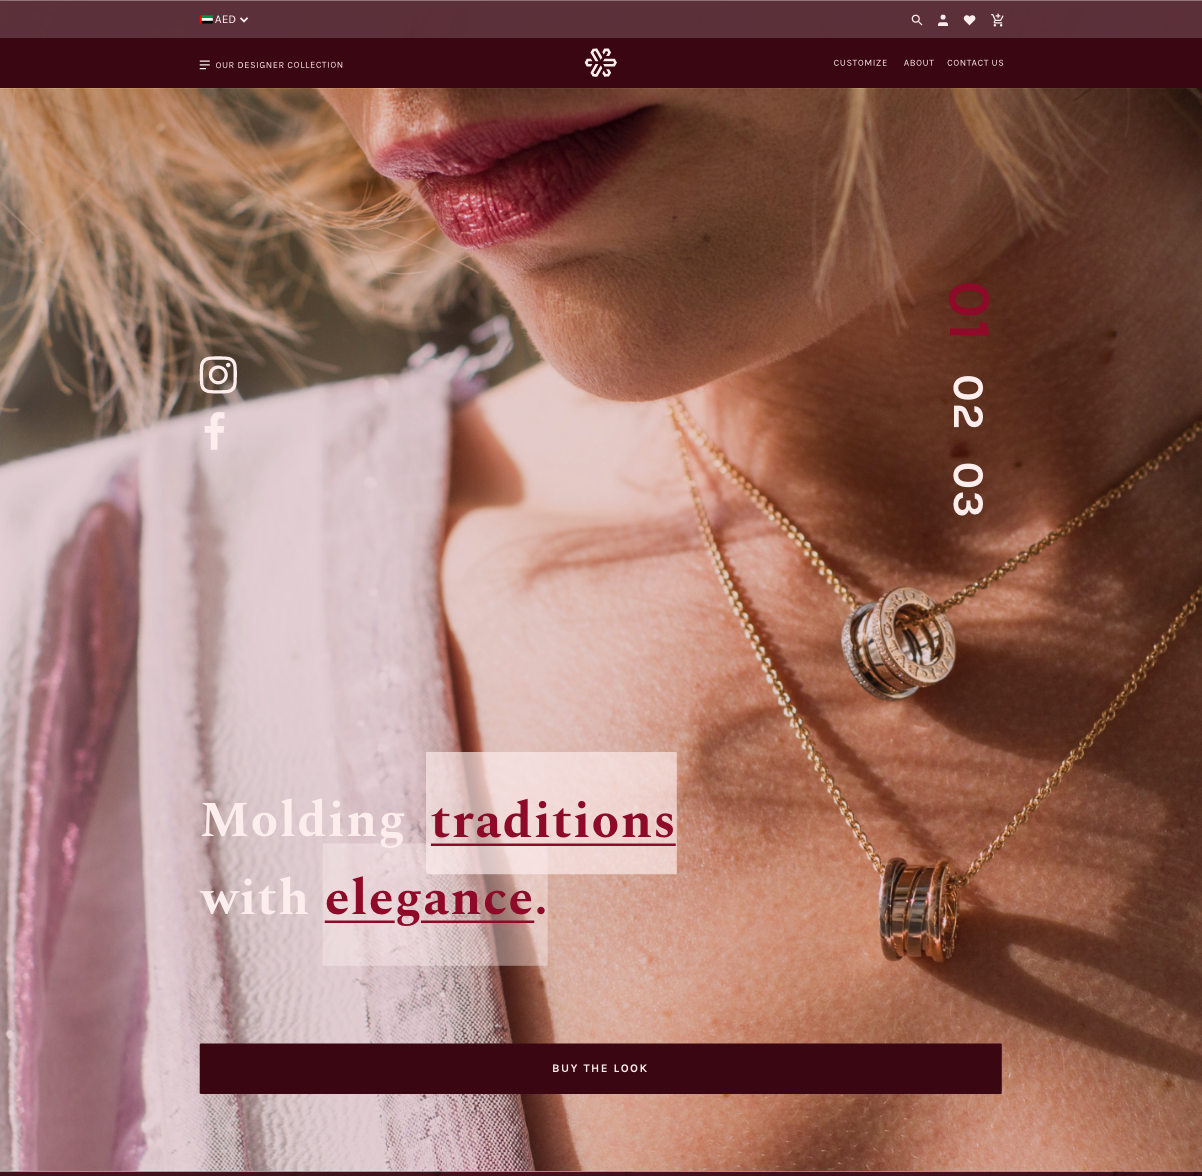 AED
OUR DESIGNER COLLECTION
CUSTOMIZE ABOUT CONTACT US
01
02
03
Molding traditions
with elegance.
BUY THE LOOK